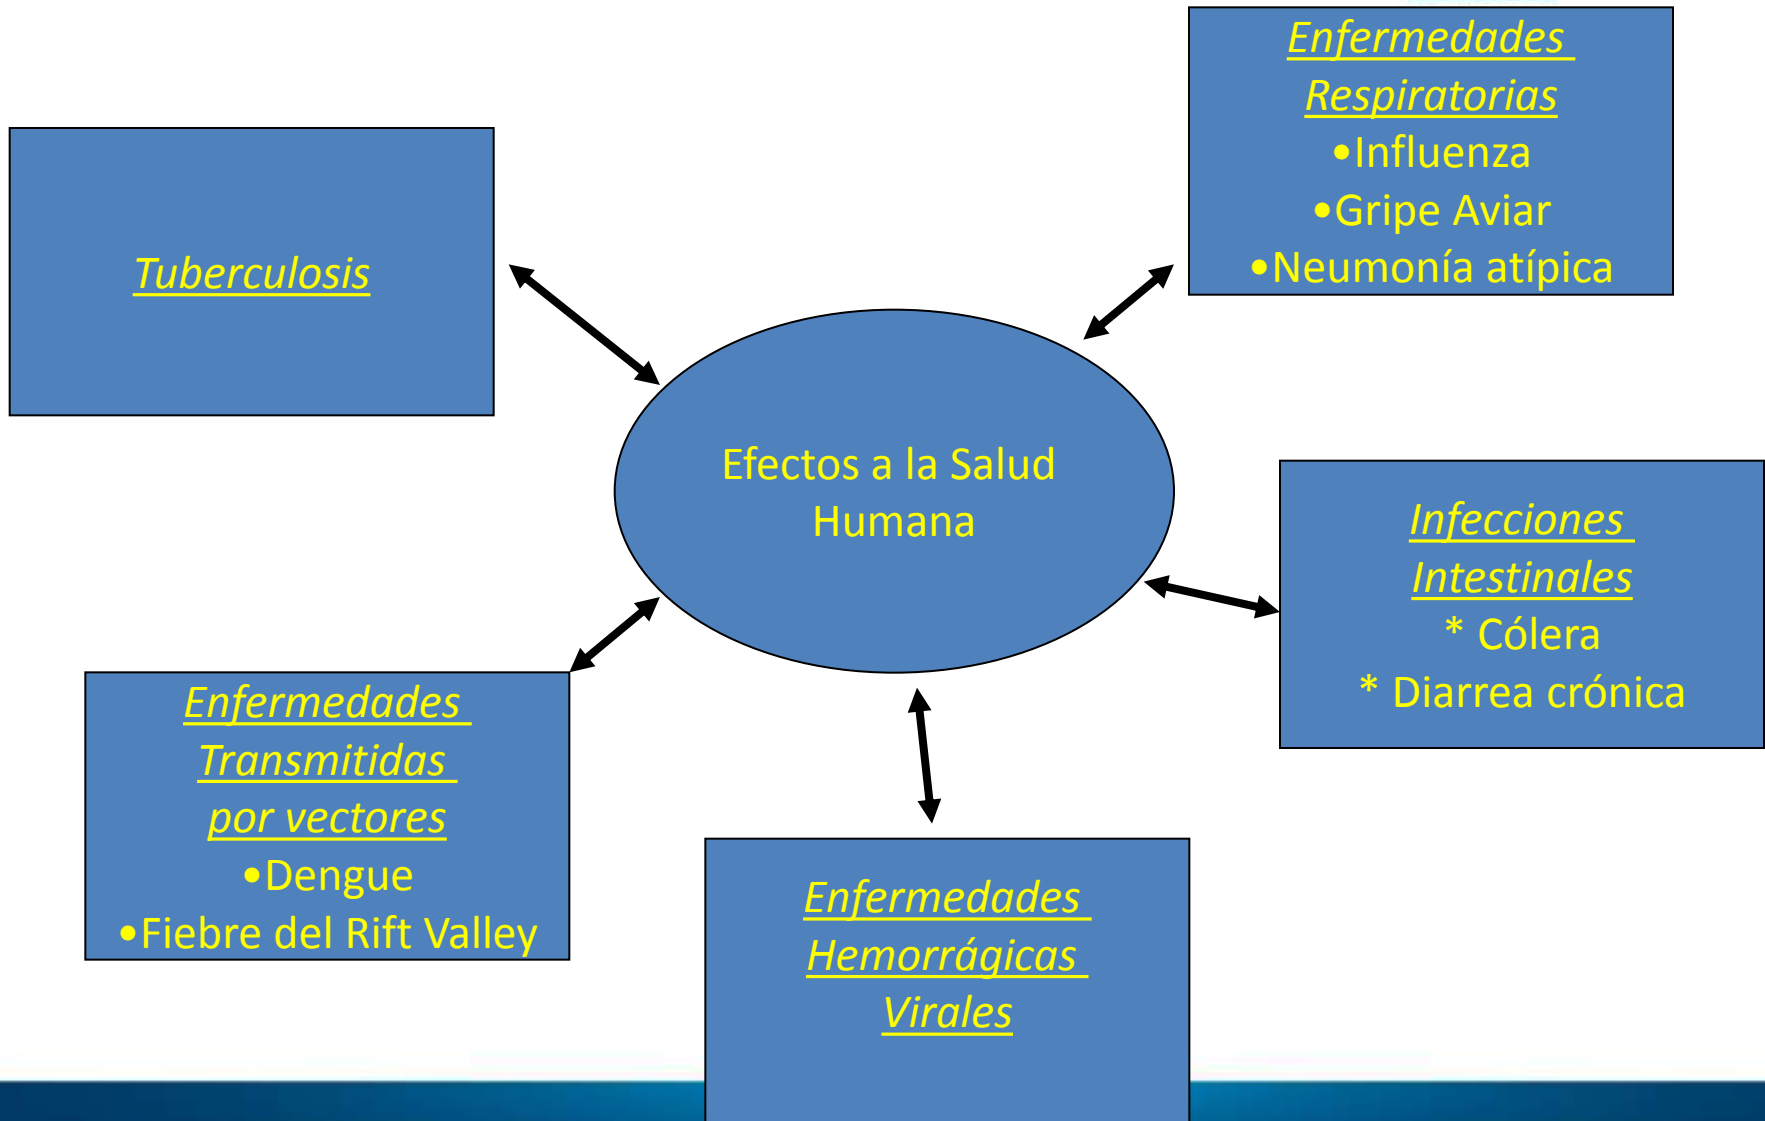 Enfermedades
Respiratorias
•Influenza
•Gripe Aviar
•Neumonía atípica
Tuberculosis
Efectos a la Salud
Humana
Infecciones
Intestinales
* Cólera
* Diarrea crónica
Enfermedades
Transmitidas
por vectores
•Dengue
•Fiebre del Rift Valley
Enfermedades
Hemorrágicas
Virales